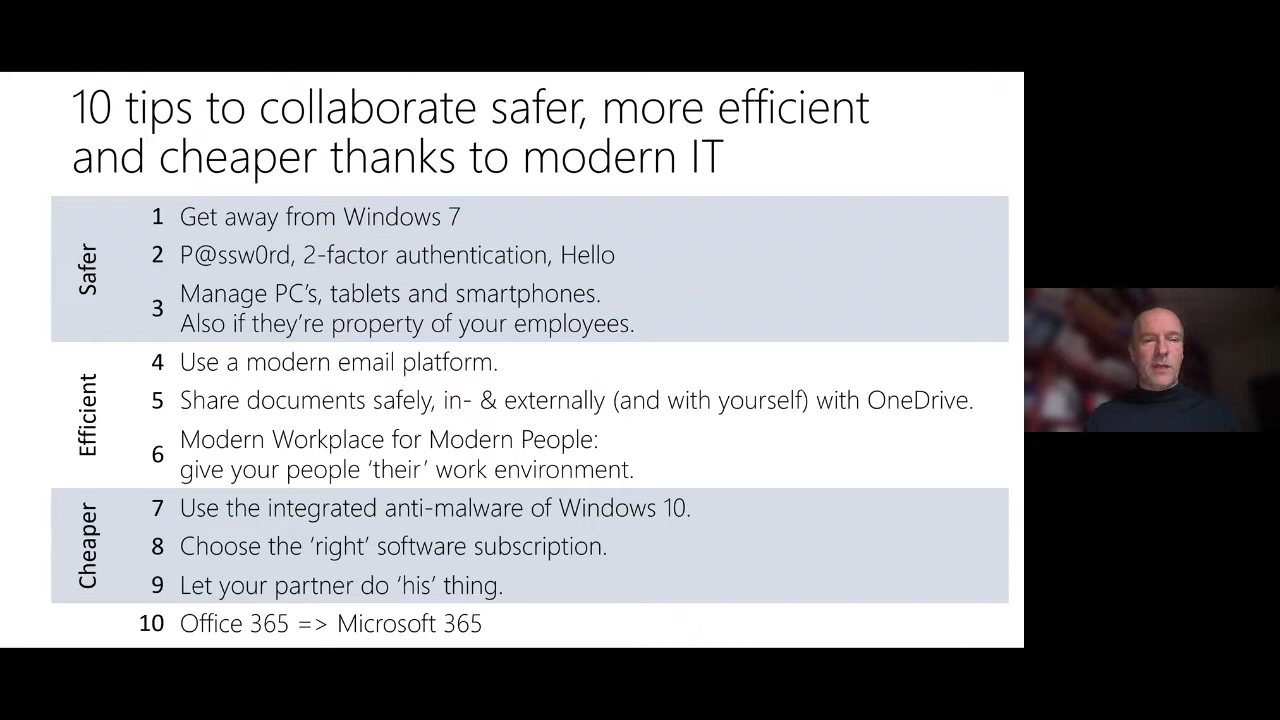 10 tips to collaborate safer, more efficient
and cheaper thanks to modern IT
Safer
1 Get away from Windows 7
2 P@ssw0rd, 2-factor authentication, Hello
3 Manage PC’s, tablets and smartphones.
Also if they’re property of your employees.
Efficient
4 Use a modern email platform.
5 Share documents safely, in- & externally (and with yourself) with OneDrive.
6 Modern Workplace for Modern People:
give your people ‘their’ work environment.
Cheaper
7 Use the integrated anti-malware of Windows 10.
8 Choose the ‘right’ software subscription.
9 Let your partner do ‘his’ thing.
10 Office 365 => Microsoft 365